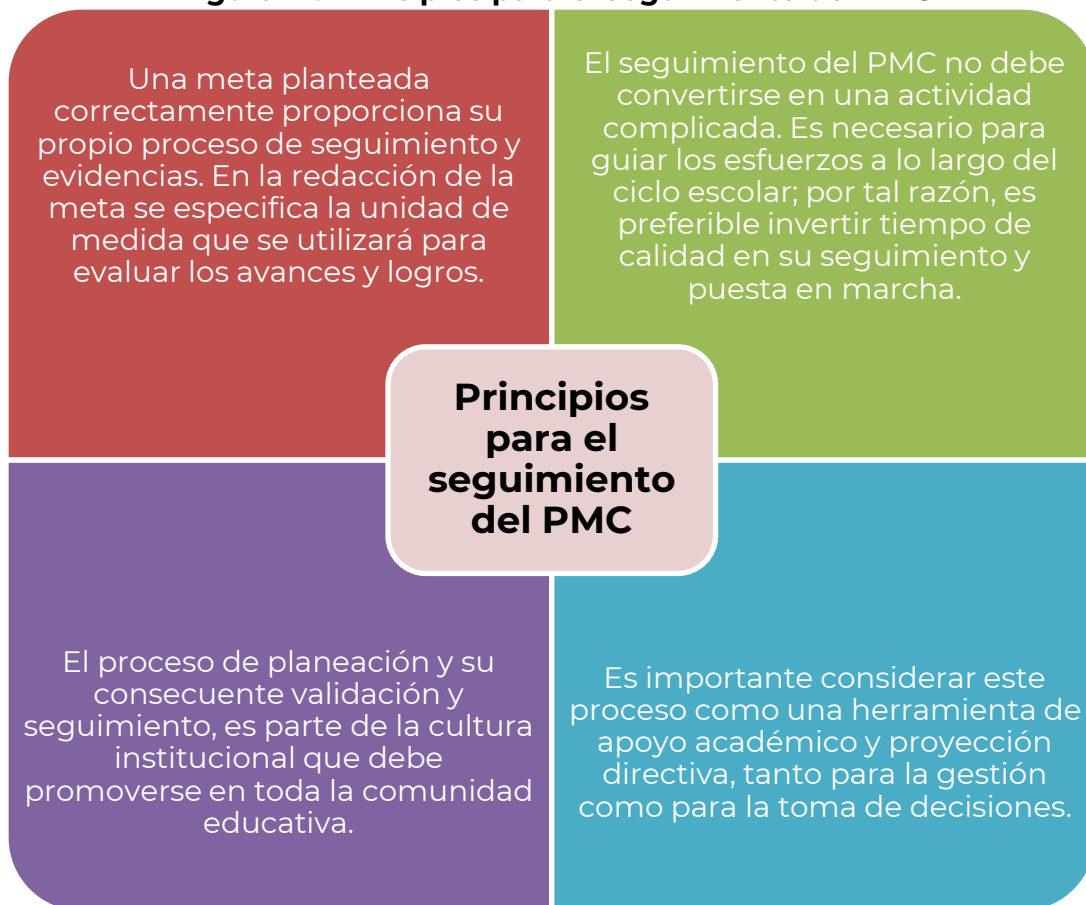 Una meta planteada
correctamente proporciona su
propio proceso de seguimiento y
evidencias. En la redacción de la
meta se especifica la unidad de
medida que se utilizará para
evaluar los avances y logros.
El seguimiento del PMC no debe
convertirse en una actividad
complicada. Es necesario para
guiar los esfuerzos a lo largo del
ciclo escolar; por tal razón, es
preferible invertir tiempo de
calidad en su seguimiento y
puesta en marcha.
Principios
para el
seguimiento
del PMC
El proceso de planeación y su
consecuente validación y
seguimiento, es parte de la cultura
institucional que debe
promoverse en toda la comunidad
educativa.
Es importante considerar este
proceso como una herramienta de
apoyo académico y proyección
directiva, tanto para la gestión
como para la toma de decisiones.